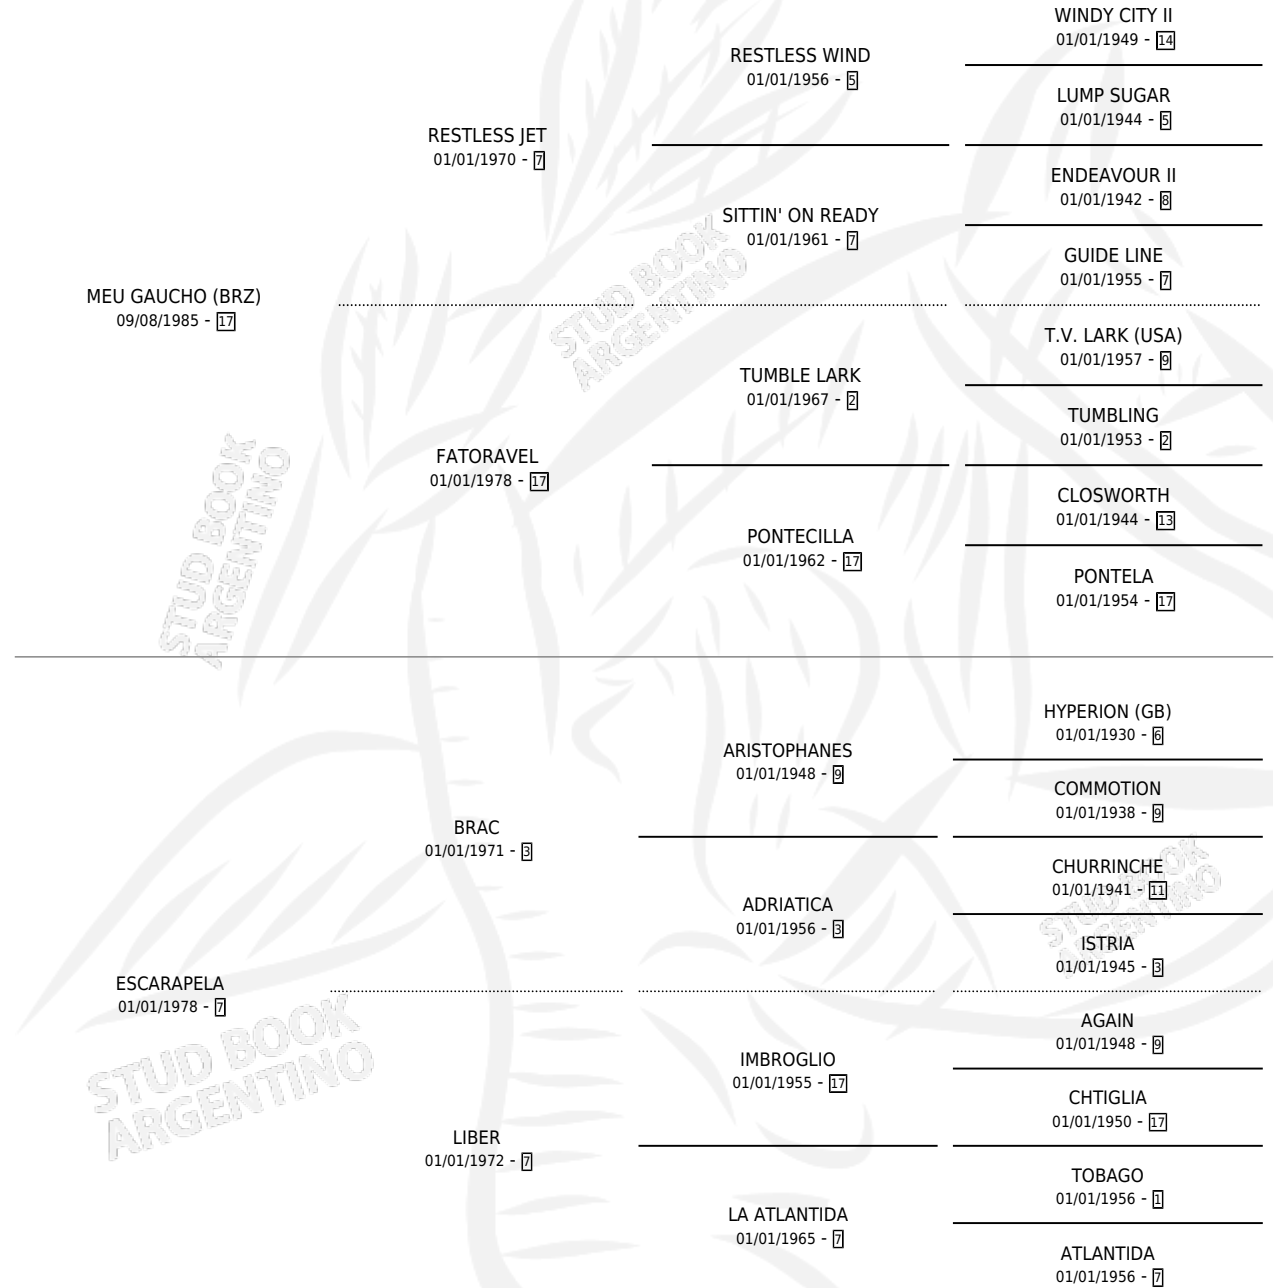 WINDY CITY II
01/01/1949 - 14
RESTLESS WIND
01/01/1956 - 5
LUMP SUGAR
01/01/1944 - 5
RESTLESS JET
01/01/1970 - 7
ENDEAVOUR II
01/01/1942 - 8
SITTIN' ON READY
01/01/1961 - 7
GUIDE LINE
01/01/1955 - 7
MEU GAUCHO (BRZ)
09/08/1985 - 17
T.V. LARK (USA)
01/01/1957 - 9
TUMBLE LARK
01/01/1967 - 2
TUMBLING
01/01/1953 - 2
FATORAVEL
01/01/1978 - 17
CLOSWORTH
01/01/1944 - 13
PONTECILLA
01/01/1962 - 17
PONTELA
01/01/1954 - 17
HYPERION (GB)
01/01/1930 - 6
ARISTOPHANES
01/01/1948 - 9
COMMOTION
01/01/1938 - 9
BRAC
01/01/1971 - 3
CHURRINCHE
01/01/1941 - 11
ADRIATICA
01/01/1956 - 3
ISTRIA
01/01/1945 - 3
ESCARAPELA
01/01/1978 - 7
AGAIN
01/01/1948 - 9
IMBROGLIO
01/01/1955 - 17
CHTIGLIA
01/01/1950 - 17
LIBER
01/01/1972 - 7
TOBAGO
01/01/1956 - 1
LA ATLANTIDA
01/01/1965 - 7
ATLANTIDA
01/01/1956 - 7
STUD BOOK
ARGENTINO
STUD BOOK
ARGENTINO
STUD BOOK
ARGENTINO
STUD BOOK
ARGENTINO